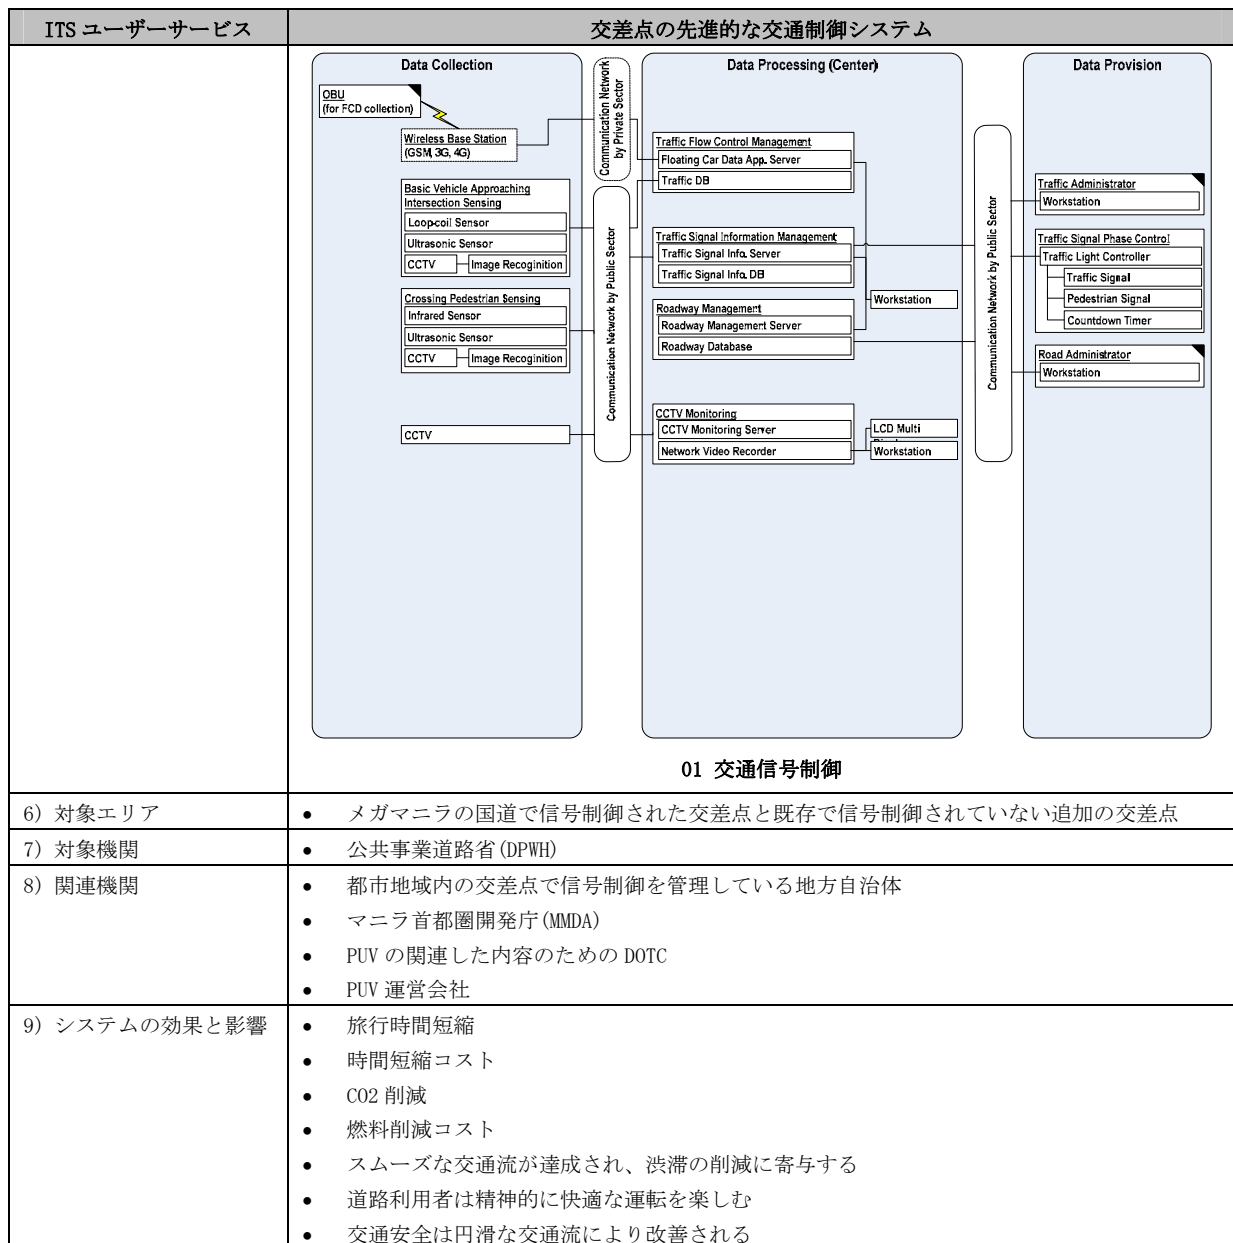 ITS ユーザーサービス
交差点の先進的な交通制御システム
Data Collection
OBU
(for FCD collection)
Wireless Base Station
(GSM, 3G, 4G)
Basic Vehicle Approaching
Intersection Sensing
Loop-coil Sensor
Ultrasonic Sensor
CCTV
Image Recoginition
Crossing Pedestrian Sensing
Infrared Sensor
Ultrasonic Sensor
CCTV
Image Recoginition
CCTV
Communication Network
by Private Sector
Communication Network by Public Sector
Data Processing (Center)
Traffic Flow Control Management
Floating Car Data App. Server
Traffic DB
Traffic Signal Information Management
Traffic Signal Info. Server
Traffic Signal Info. DB
Workstation
Roadway Management
Roadway Management Server
Roadway Database
CCTV Monitoring
CCTV Monitoring Server
Network Video Recorder
LCD Multi
Workstation
Communication Network by Public Sector
Data Provision
Traffic Administrator
Workstation
Traffic Signal Phase Control
Traffic Light Controller
Traffic Signal
Pedestrian Signal
Countdown Timer
Road Administrator
Workstation
01 交通信号制御
6) 対象エリア
• メガマニラの国道で信号制御された交差点と既存で信号制御されていない追加の交差点
7) 対象機関
• 公共事業道路省(DPWH)
8) 関連機関
• 都市地域内の交差点で信号制御を管理している地方自治体
• マニラ首都圏開発庁(MMDA)
• PUV の関連した内容のための DOTC
• PUV 運営会社
9) システムの効果と影響
• 旅行時間短縮
• 時間短縮コスト
• CO2 削減
• 燃料削減コスト
• スムーズな交通流が達成され、渋滞の削減に寄与する
• 道路利用者は精神的に快適な運転を楽しむ
• 交通安全は円滑な交通流により改善される